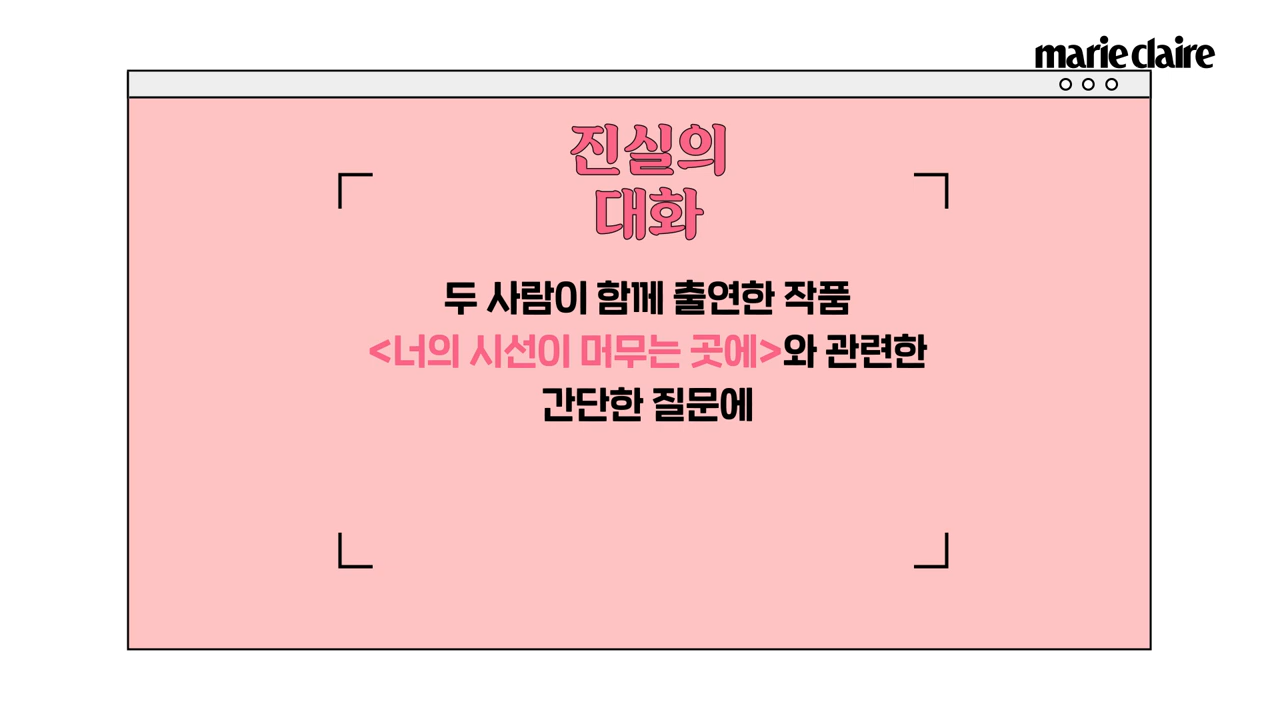 marie claire
진실의
대화
두 사람이 함께 출연한 작품
<너의 시선이 머무는 곳에>와 관련한
간단한 질문에